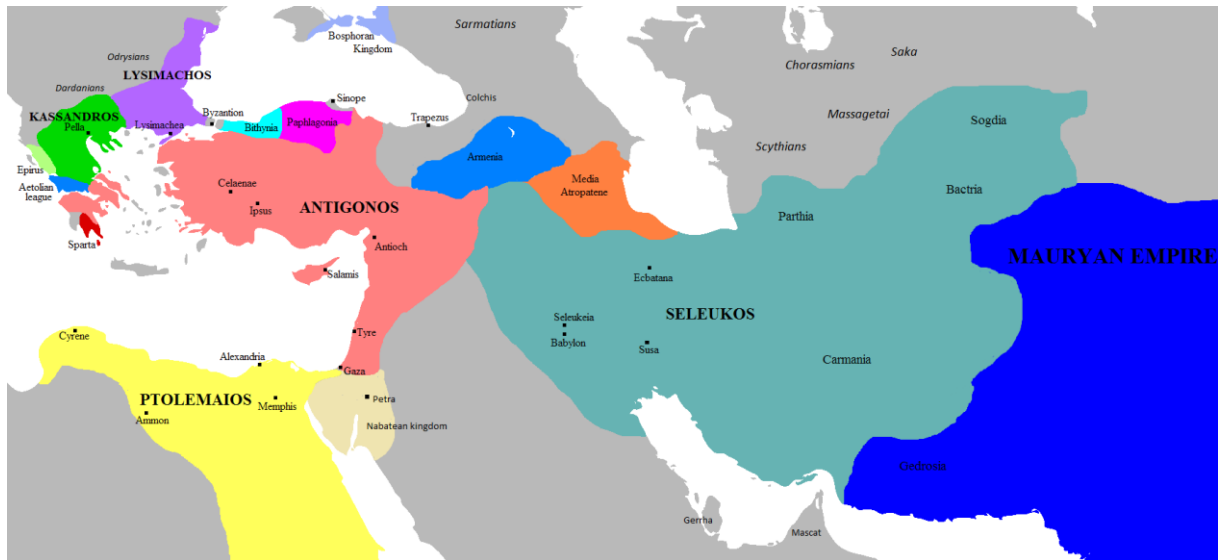 Sarmatians
Bosphoran
Kingdom
Saka
Odrysians
Chorasmians
LYSIMACHOS
Dardanians
Sinope
Colchis
KASSANDROS
Byzantion
Trapezus
Massagetai
Sogdia
Pella
Lysimachea
Bithynia
Paphlagonia
Scythians
Armenia
Epirus
Media
Atropatene
Aetolian
league
Celaenae
Bactria
Ipsus
ANTIGONOS
Parthia
Sparta
Antioch
MAURYAN EMPIRE
Salamis
Ecbatana
Seleukeia
SELEUKOS
Cyrene
Tyre
Babylon
Susa
Alexandria
Carmania
Gaza
PTOLEMAIOS
Memphis
Petra
Ammon
Nabatean kingdom
Gedrosia
Gerrha
Mascat